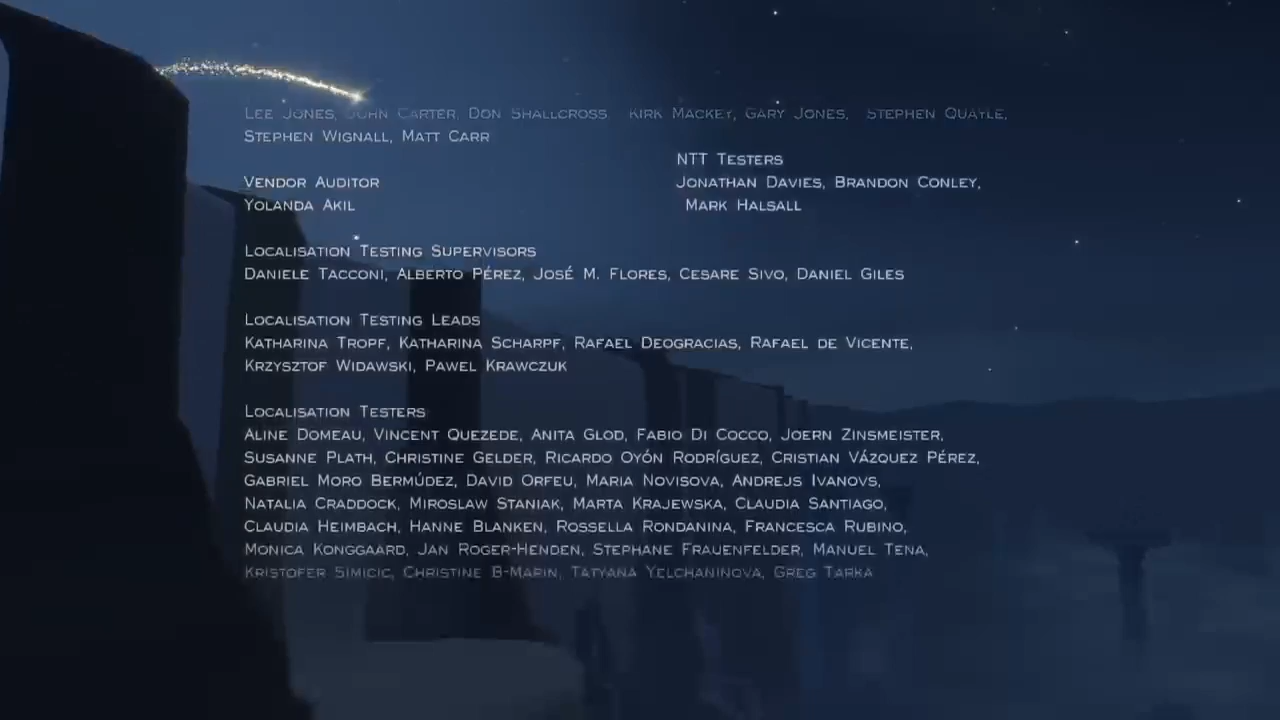 Lee Jones, John Carter, Don Shallcross Kirk Mackey, Gary Jones, Stephen Quayle,
Stephen Wignall, Matt Carr
NTT Testers
Vendor Auditor
Jonathan Davies, Brandon Conley,
Yolanda Akil
Mark Halsall
Localisation Testing Supervisors
Daniele Tacconi, Alberto Pérez, José M. Flores, Cesare Sivo, Daniel Giles
Localisation Testing Leads
Katharina Tropf, Katharina Scharpf, Rafael Deogracias, Rafael de Vicente,
Krzysztof Widawski, Pawel Krawczuk
Localisation Testers
Aline Domeau, Vincent Quezede, Anita Glod, Fabio Di Cocco, Joern Zinsmeister,
Susanne Plath, Christine Gelder, Ricardo Oyón Rodríguez, Cristian Vázquez Pérez,
Gabriel Moro Bermúdez, David Orfeu, Maria Novisova, Andrejs Ivanovs,
Natalia Craddock, Miroslaw Staniak, Marta Krajewska, Claudia Santiago,
Claudia Heimbach, Hanne Blanken, Rossella Rondanina, Francesca Rubino,
Monica Konggaard, Jan Roger-Henden, Stephane Frauenfelder, Manuel Tena,
Kristofer Simicic, Christine B-Marin, Tatyana Yelchaninova, Greg Tarka